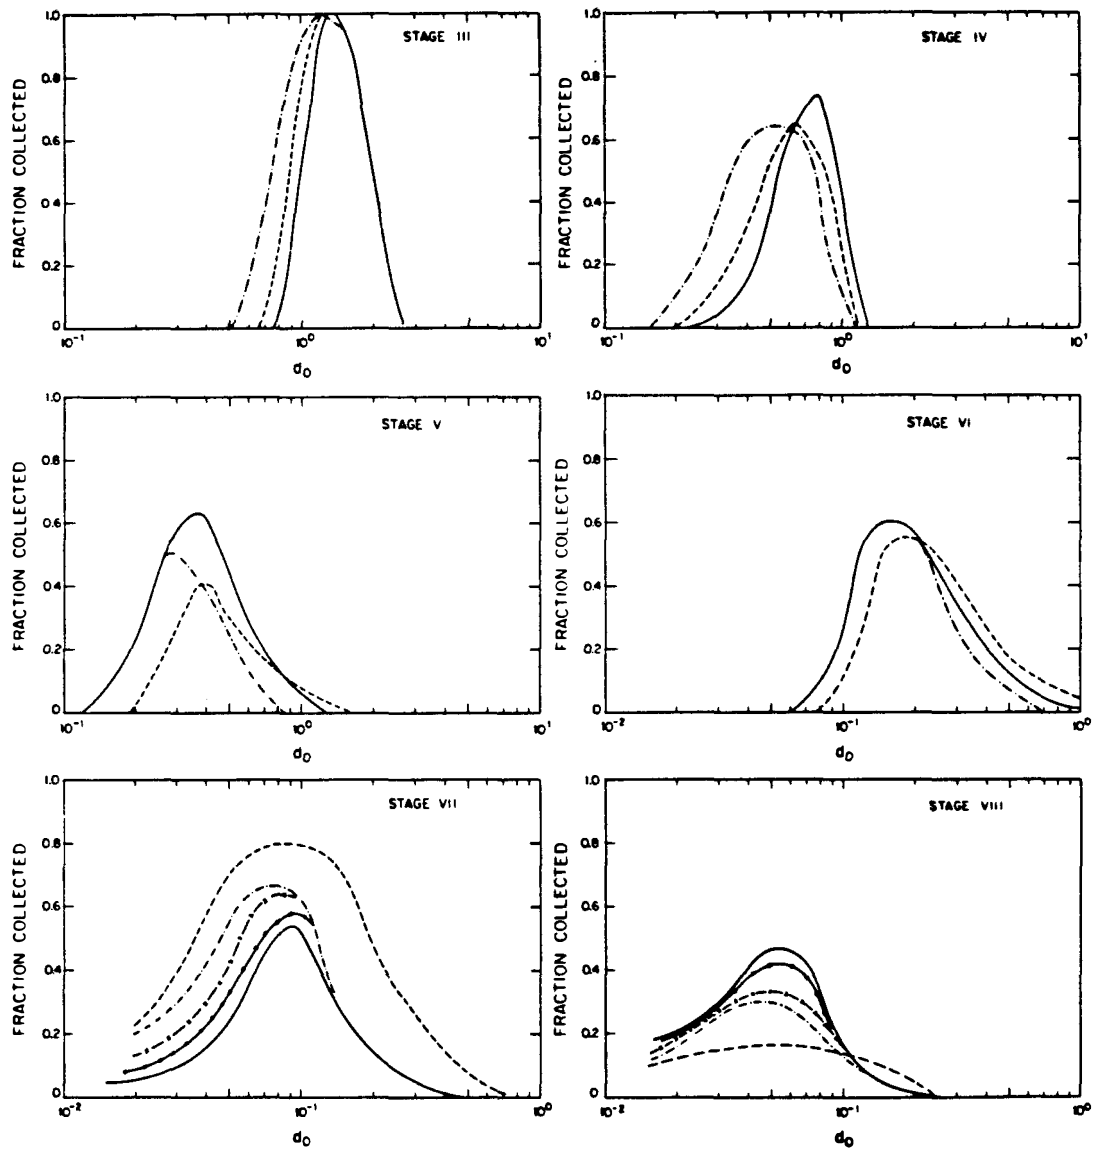 STAGE III
FRACTION COLLECTED
1.0
0.8
0.6
0.4
0.2
0
10⁻¹ 10⁰ 10¹
d₀
STAGE IV
FRACTION COLLECTED
1.0
0.8
0.6
0.4
0.2
0
10⁻¹ 10⁰ 10¹
d₀
STAGE V
FRACTION COLLECTED
1.0
0.8
0.6
0.4
0.2
0
10⁻¹ 10⁰ 10¹
d₀
STAGE VI
FRACTION COLLECTED
1.0
0.8
0.6
0.4
0.2
0
10⁻² 10⁻¹ 10⁰
d₀
STAGE VII
FRACTION COLLECTED
1.0
0.8
0.6
0.4
0.2
0
10⁻² 10⁻¹ 10⁰
d₀
STAGE VIII
FRACTION COLLECTED
1.0
0.8
0.6
0.4
0.2
0
10⁻² 10⁻¹ 10⁰
d₀